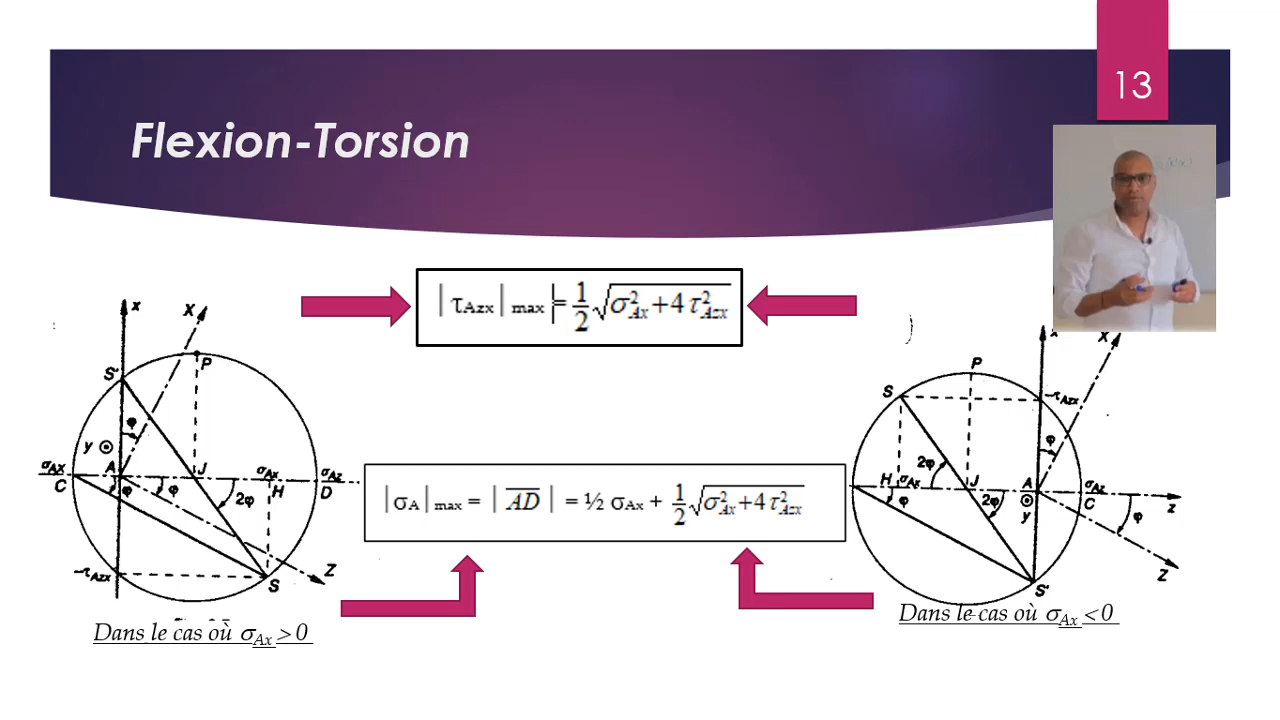 13
Flexion-Torsion
|τAzx| max |= 1/2 √(σ²Ax + 4 τ²Azx)
x
X
P
S'
φ
y
σAx
A
J
σAx
σAz
C
φ
φ
2φ
H
D
-τAzx
S
Z
Dans le cas où σAx > 0
|σA|max = | AD | = ½ σAx + 1/2 √(σ²Ax + 4 τ²Azx)
)
x
X
P
S
-τAzx
φ
2φ
H
σAx
J
A
σAz
φ
2φ
y
C
z
φ
Z
S'
Dans le cas où σAx < 0